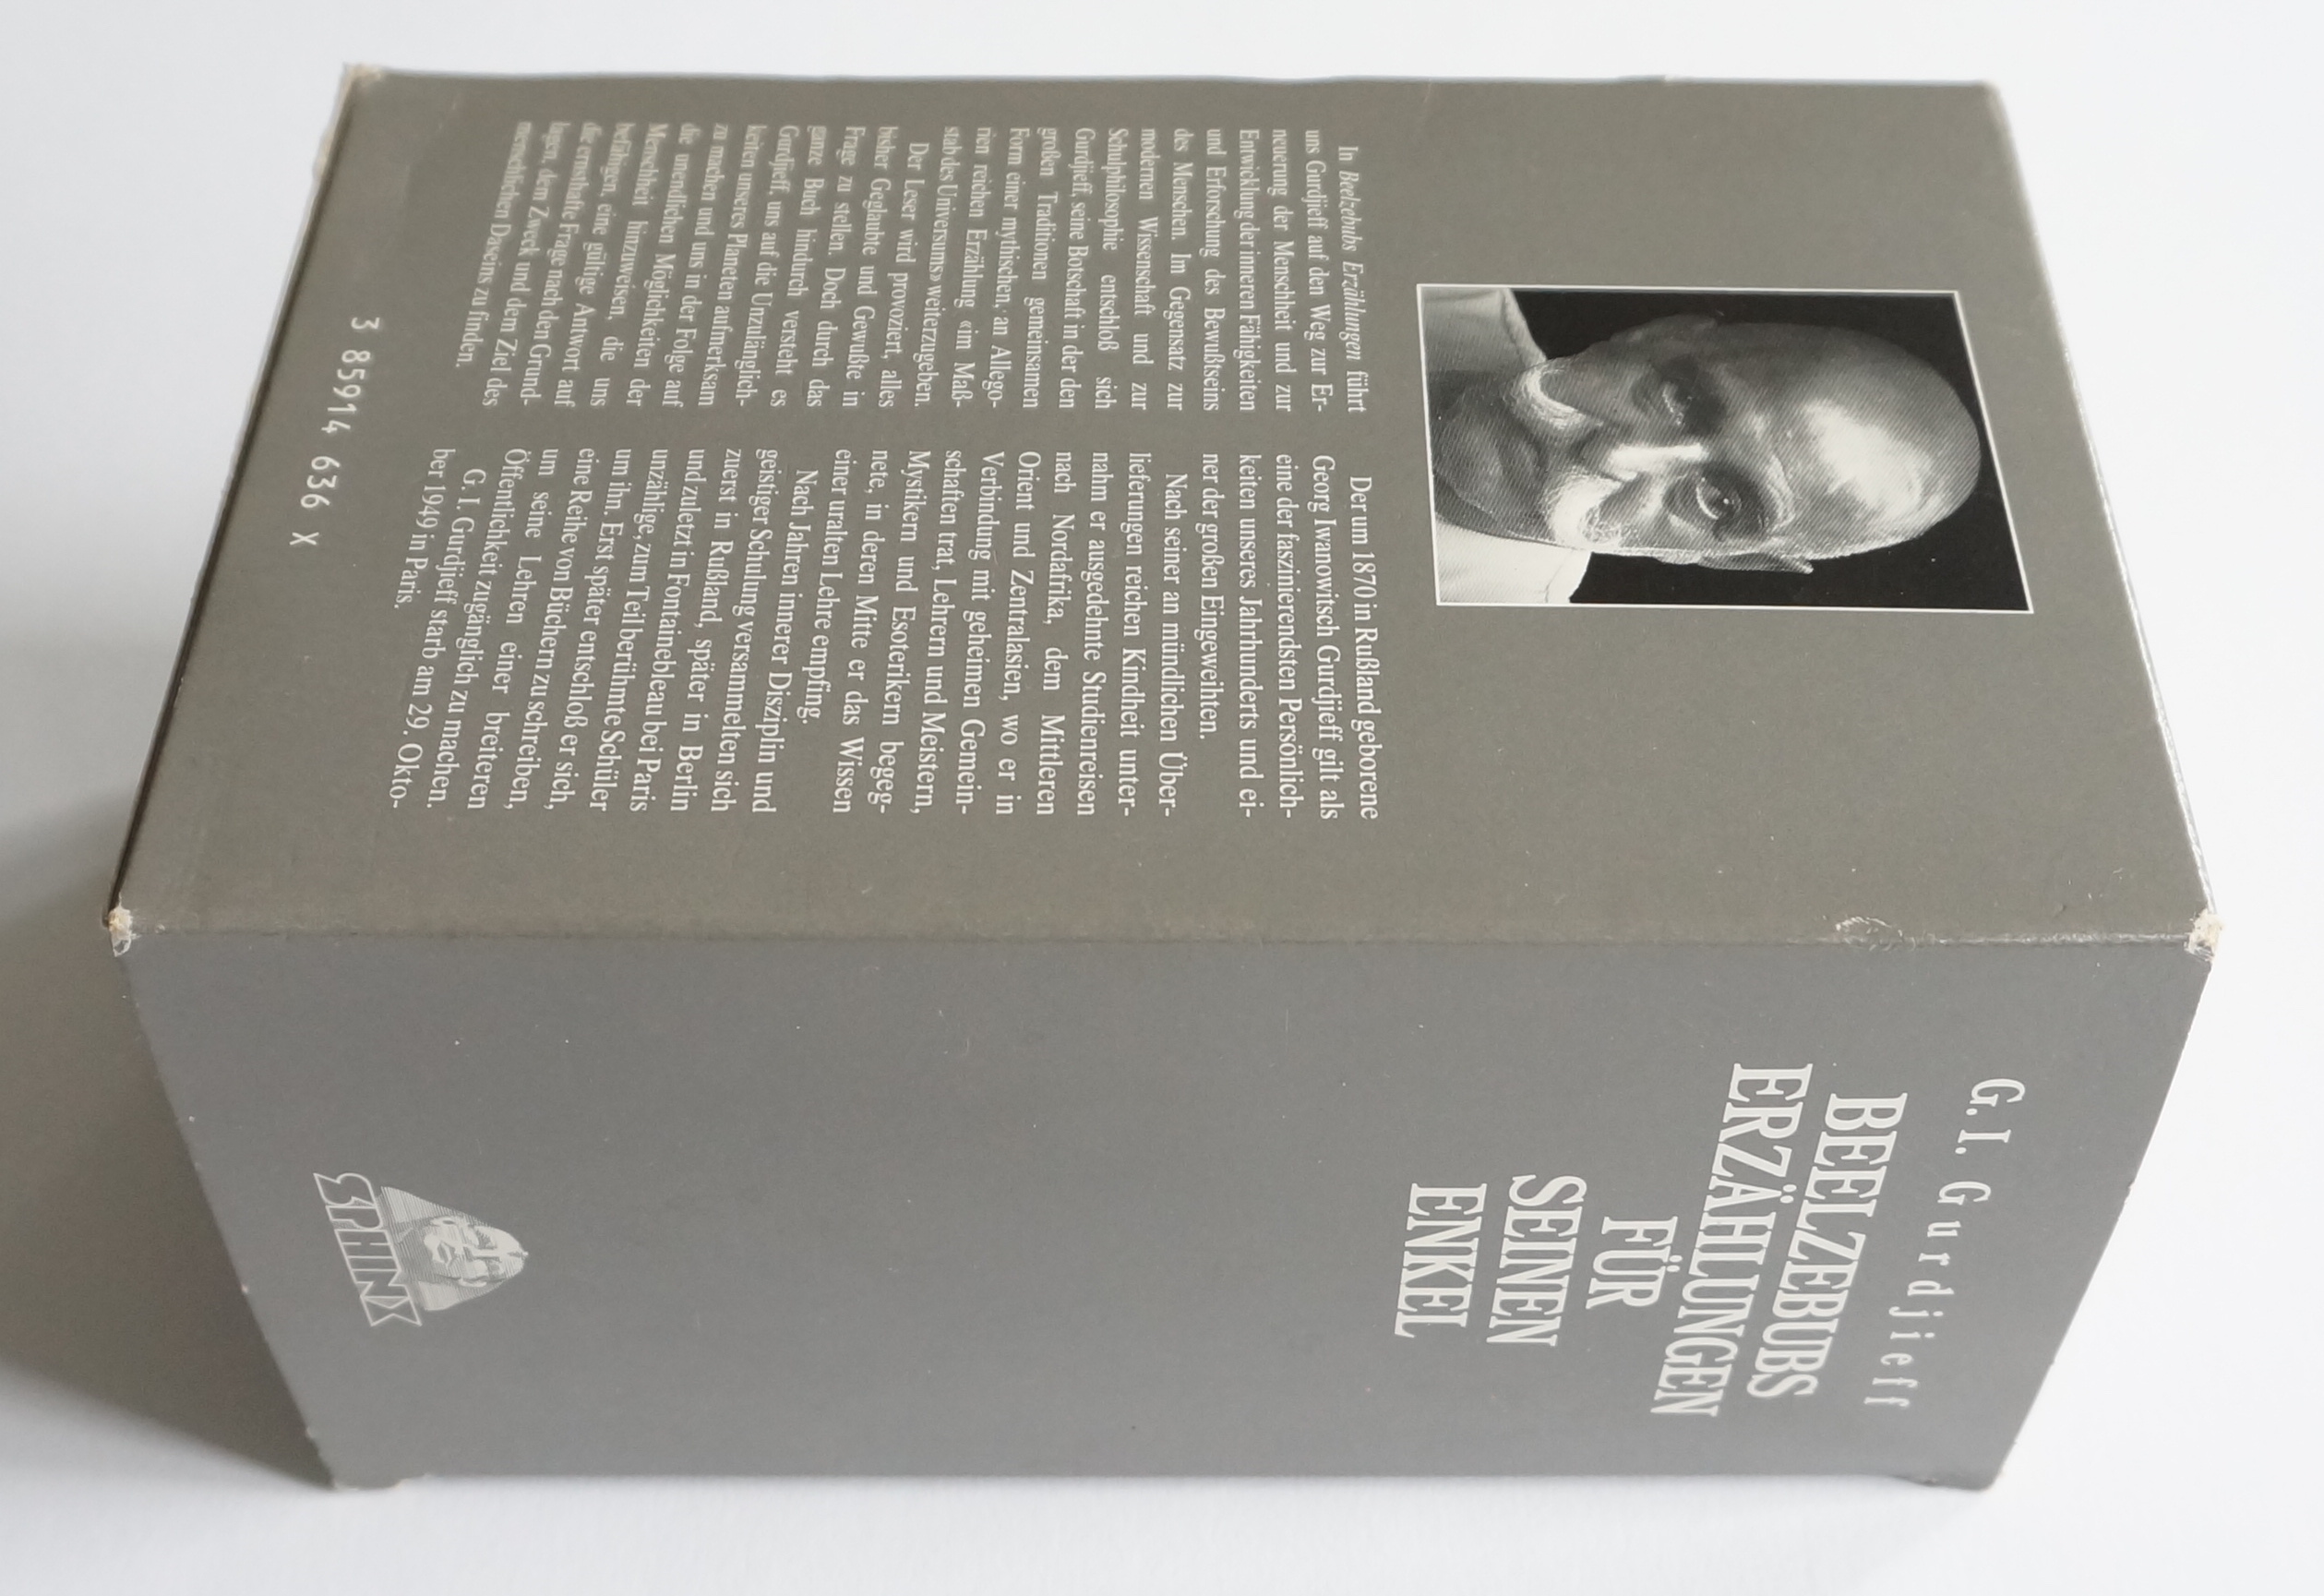 In Beelzebubs Erzählungen führt
uns Gurdjieff auf den Weg zur Er-
neuerung der Menschheit und zur
Entwicklung der inneren Fähigkeiten
und Erforschung des Bewußtseins
des Menschen. In Gegensatz zur
modernen Wissenschaft und zur
Schulphilosophie entschloß sich
Gurdjieff, seine Botschaft in der den
großen Traditionen gemeinsamen
Form einer mythischen, an Allego-
rien reichen Erzählung «im Maß-
stab des Universums» weiterzugeben.
Der Leser wird provoziert, alles
bisher Geglaubte und Gewußte in
Frage zu stellen. Doch durch das
ganze Buch hindurch versteht es
Gurdjieff, uns auf die Unzulänglich-
keiten unseres Planeten aufmerksam
zu machen und uns in der Folge auf
die unendlichen Möglichkeiten der
Menschheit hinzuweisen, die uns
befähigen, eine gültige Antwort auf
die ernsthafte Frage nach den Grund-
lagen, dem Zweck und dem Ziel des
menschlichen Daseins zu finden.
Der um 1870 in Rußland geborene
Georg Iwanowitsch Gurdjieff gilt als
eine der faszinierendsten Persönlich-
keiten unseres Jahrhunderts und ei-
ner der großen Eingeweihten.
Nach seiner an mündlichen Über-
lieferungen reichen Kindheit unter-
nahm er ausgedehnte Studienreisen
nach Nordafrika, dem Mittleren
Orient und Zentralasien, wo er in
Verbindung mit geheimen Gemein-
schaften trat, Lehrern und Meistern,
Mystikern und Esoterikern begeg-
nete, in deren Mitte er das Wissen
einer uralten Lehre empfing.
Nach Jahren innerer Disziplin und
geistiger Schulung versammelten sich
zuerst in Rußland, später in Berlin
und zuletzt in Fontainebleau bei Paris
unzählige, zum Teil berühmte Schüler
um ihn. Erst später entschloß er sich,
eine Reihe von Büchern zu schreiben,
um seine Lehren einer breiteren
Öffentlichkeit zugänglich zu machen.
G. I. Gurdjieff starb am 29. Okto-
ber 1949 in Paris.
3 85914 636 X
G. I. Gurdjieff
BEELZEBUBS
ERZÄHLUNGEN
FÜR
SEINEN
ENKEL
SPHINX